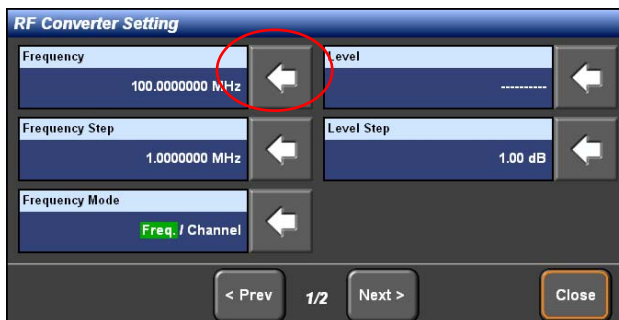 RF Converter Setting
Frequency
100.0000000 MHz
Level
----------
Frequency Step
1.0000000 MHz
Level Step
1.00 dB
Frequency Mode
Freq. / Channel
< Prev
1/2
Next >
Close